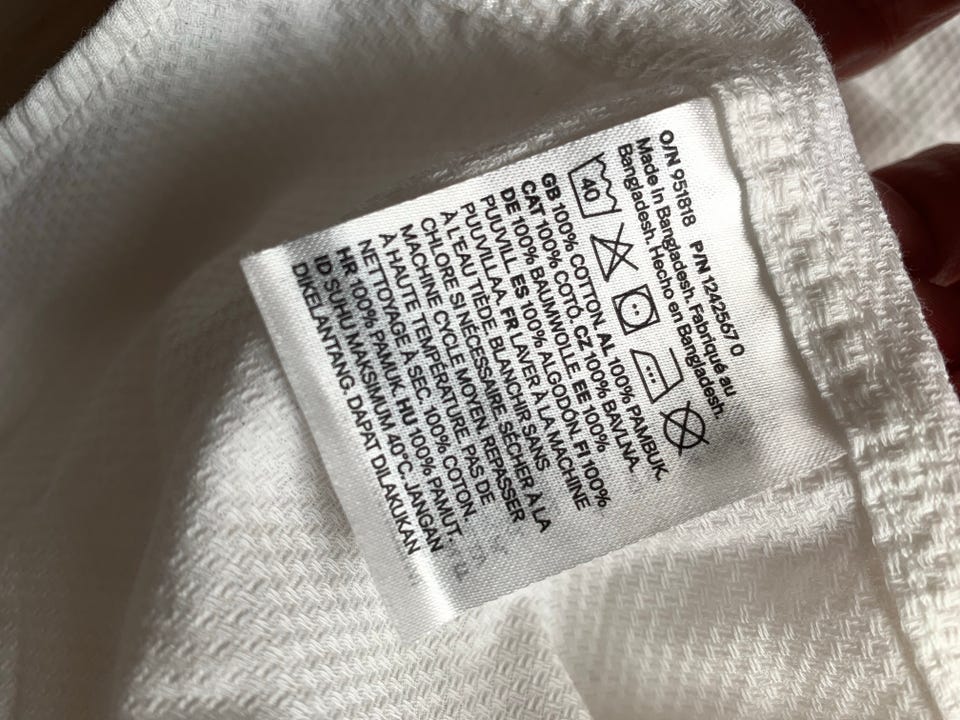 O/N 951818 P/N 1242567 0
Made in Bangladesh. Fabriqué au
Bangladesh. Hecho en Bangladesh.
40
GB 100% COTTON. AL 100% PAMBUK.
CAT 100% COTÓ. CZ 100% BAVLNA.
DE 100% BAUMWOLLE EE 100%
PUUVILL ES 100% ALGODÓN. FI 100%
PUUVILLAA. FR LAVER À LA MACHINE
À L'EAU TIÈDE. BLANCHIR SANS
CHLORE SI NÉCESSAIRE. SÉCHER À LA
MACHINE CYCLE MOYEN. REPASSER
À HAUTE TEMPÉRATURE. PAS DE
NETTOYAGE À SEC. 100% COTON.
HR 100% PAMUK. HU 100% PAMUT.
ID SUHU MAKSIMUM 40°C. JANGAN
DIKELANTANG. DAPAT DILAKUKAN